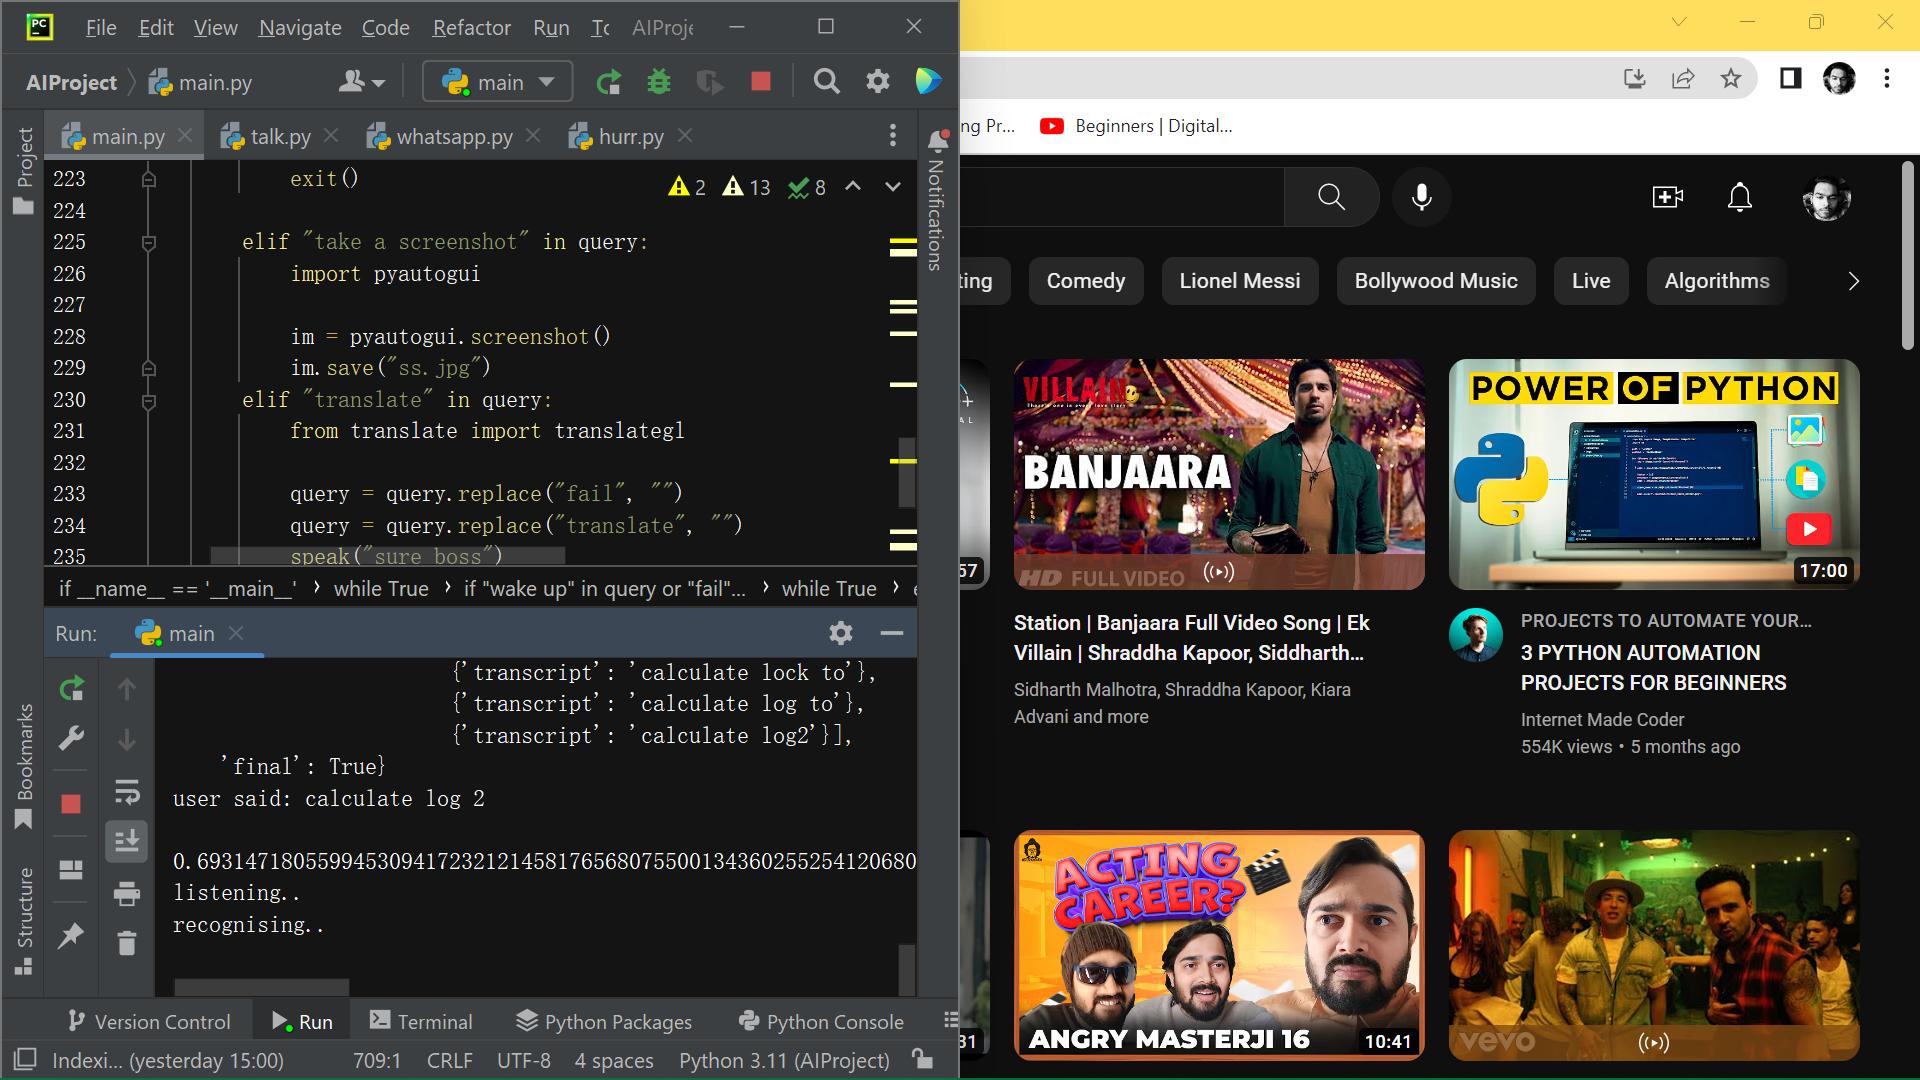 PC File Edit View Navigate Code Refactor Run
AIProject main.py
main
main.py talk.py whatsapp.py hurr.py
Project
Notifications
2 13 8
223 exit()
224
225 elif "take a screenshot" in query:
226 import pyautogui
227
228 im = pyautogui.screenshot()
229 im.save("ss.jpg")
230 elif "translate" in query:
231 from translate import translategl
232
233 query = query.replace("fail", "")
234 query = query.replace("translate", "")
235 speak("sure boss")
if __name__ == '__main__' › while True › if "wake up" in query or "fail"... › while True ›
Run: main
{'transcript': 'calculate lock to'},
{'transcript': 'calculate log to'},
{'transcript': 'calculate log2'}],
'final': True}
user said: calculate log 2
0.6931471805599453094172321214581765680755001343602552541206800
listening..
recognising..
Bookmarks
Structure
Version Control Run Terminal Python Packages Python Console
Indexi... (yesterday 15:00) 709:1 CRLF UTF-8 4 spaces Python 3.11 (AIProject)
ng Pr... Beginners | Digital...
ting Comedy Lionel Messi Bollywood Music Live Algorithms
57
VILLAIN
There's one in every love story
BANJAARA
HD FULL VIDEO
Station | Banjaara Full Video Song | Ek
Villain | Shraddha Kapoor, Siddharth...
Sidharth Malhotra, Shraddha Kapoor, Kiara
Advani and more
POWER OF PYTHON
17:00
PROJECTS TO AUTOMATE YOUR...
3 PYTHON AUTOMATION
PROJECTS FOR BEGINNERS
Internet Made Coder
554K views • 5 months ago
31
ACTING
CAREER?
ANGRY MASTERJI 16
10:41
vevo